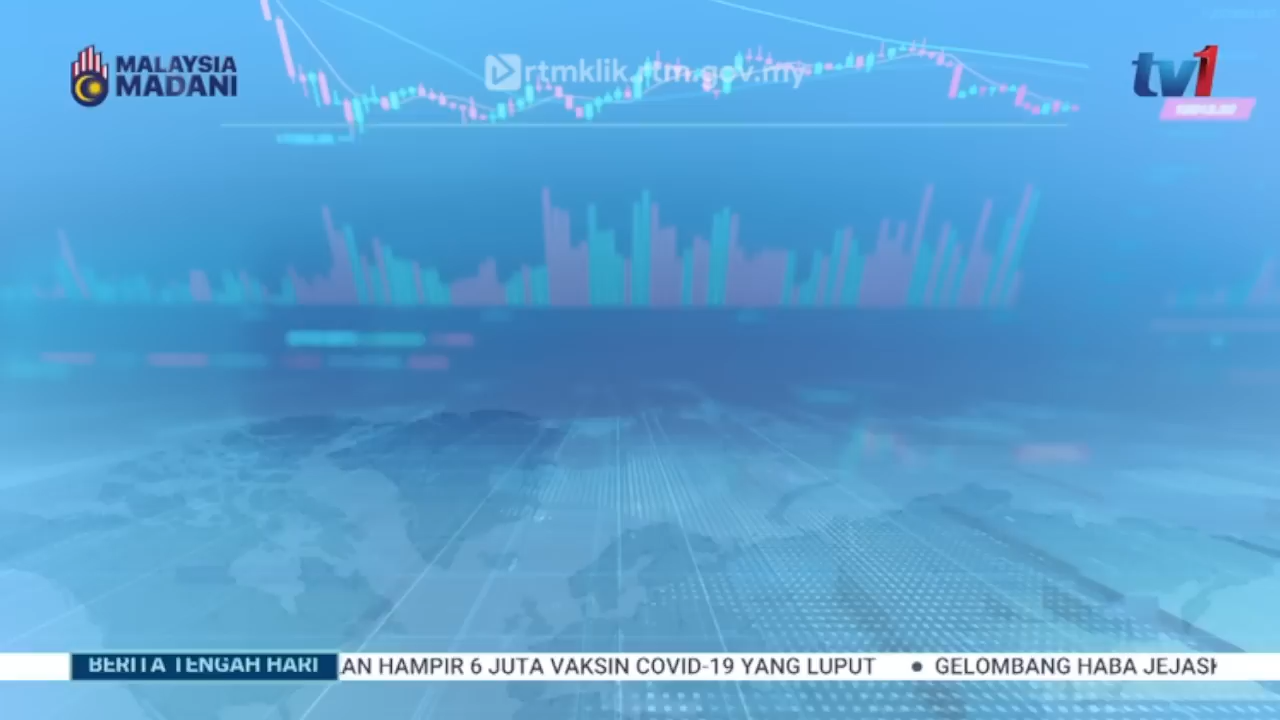 MALAYSIA
MADANI
rtmklik.rtm.gov.my
tv1
BERITA TENGAH HARI
AN HAMPIR 6 JUTA VAKSIN COVID-19 YANG LUPUT • GELOMBANG HABA JEJASK